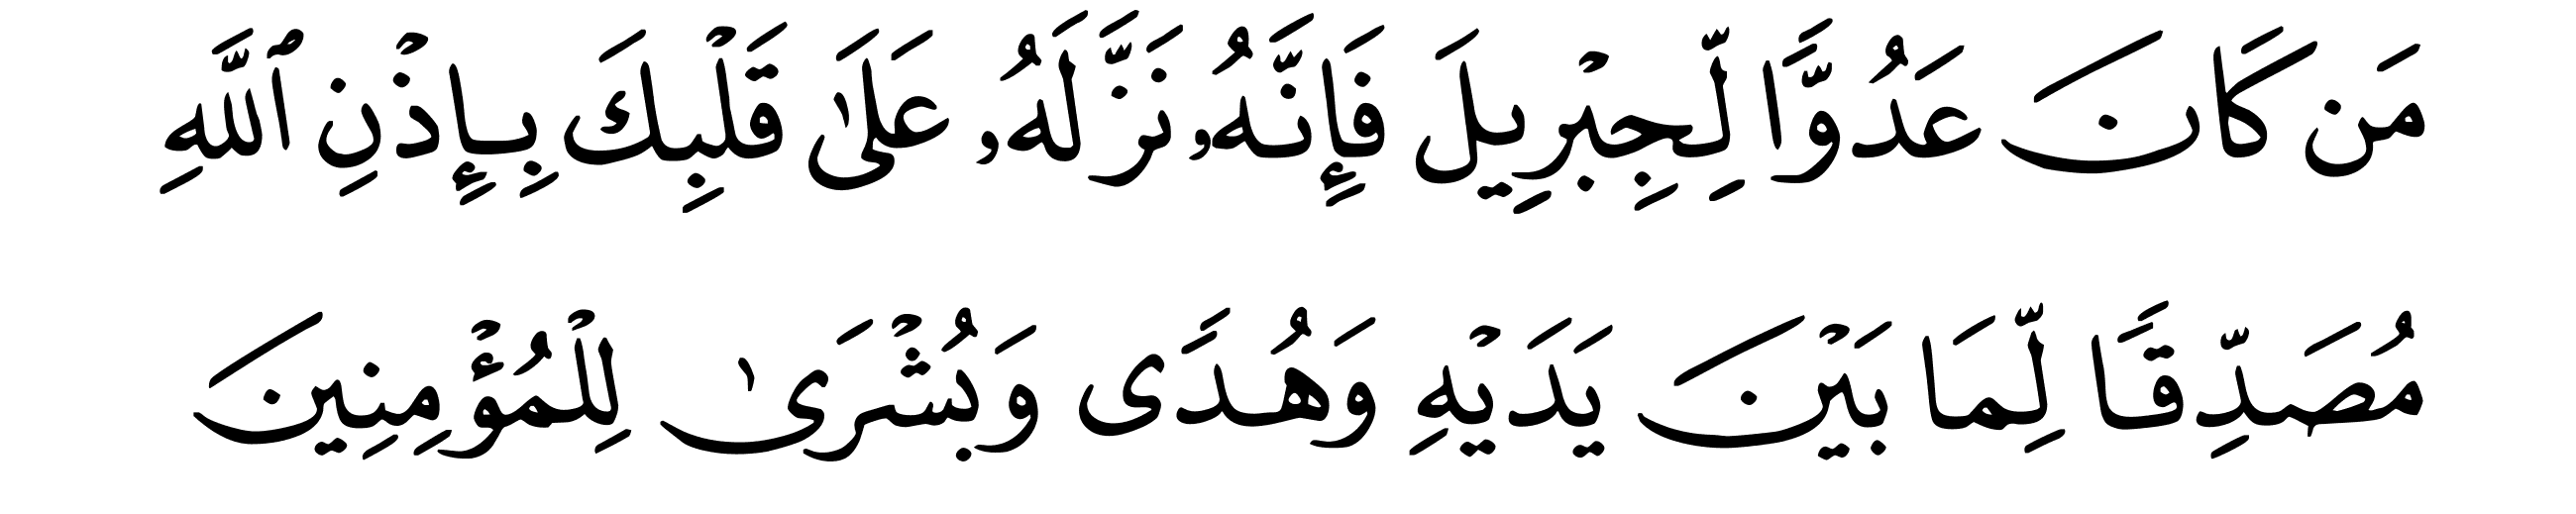 مَن كَانَ عَدُوًّا لِّجِبْرِيلَ فَإِنَّهُۥ نَزَّلَهُۥ عَلَىٰ قَلْبِكَ بِإِذْنِ ٱللَّهِ
مُصَدِّقًا لِّمَا بَيْنَ يَدَيْهِ وَهُدًى وَبُشْرَىٰ لِلْمُؤْمِنِينَ